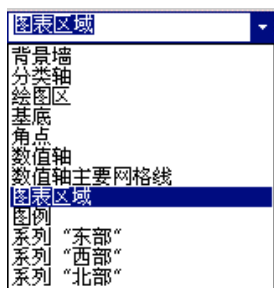 图表区域
背景墙
分类轴
绘图区
基底
角点
数值轴
数值轴主要网格线
图表区域
图例
系列 “东部“
系列 “西部“
系列 “北部“